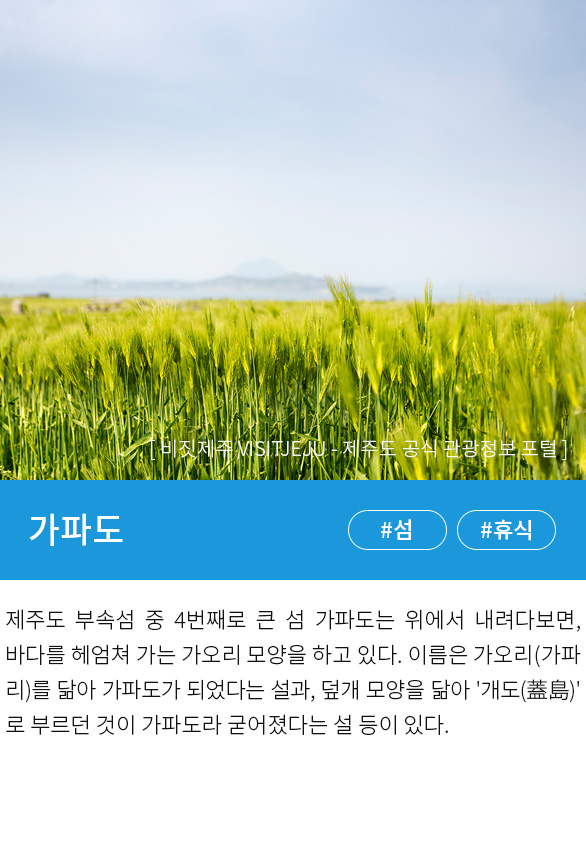 [ 비짓제주 VISITJEJU - 제주도 공식 관광정보 포털 ]
가파도
#섬 #휴식
제주도 부속섬 중 4번째로 큰 섬 가파도는 위에서 내려다보면,
바다를 헤엄쳐 가는 가오리 모양을 하고 있다. 이름은 가오리(가파
리)를 닮아 가파도가 되었다는 설과, 덮개 모양을 닮아 '개도(蓋島)'
로 부르던 것이 가파도라 굳어졌다는 설 등이 있다.